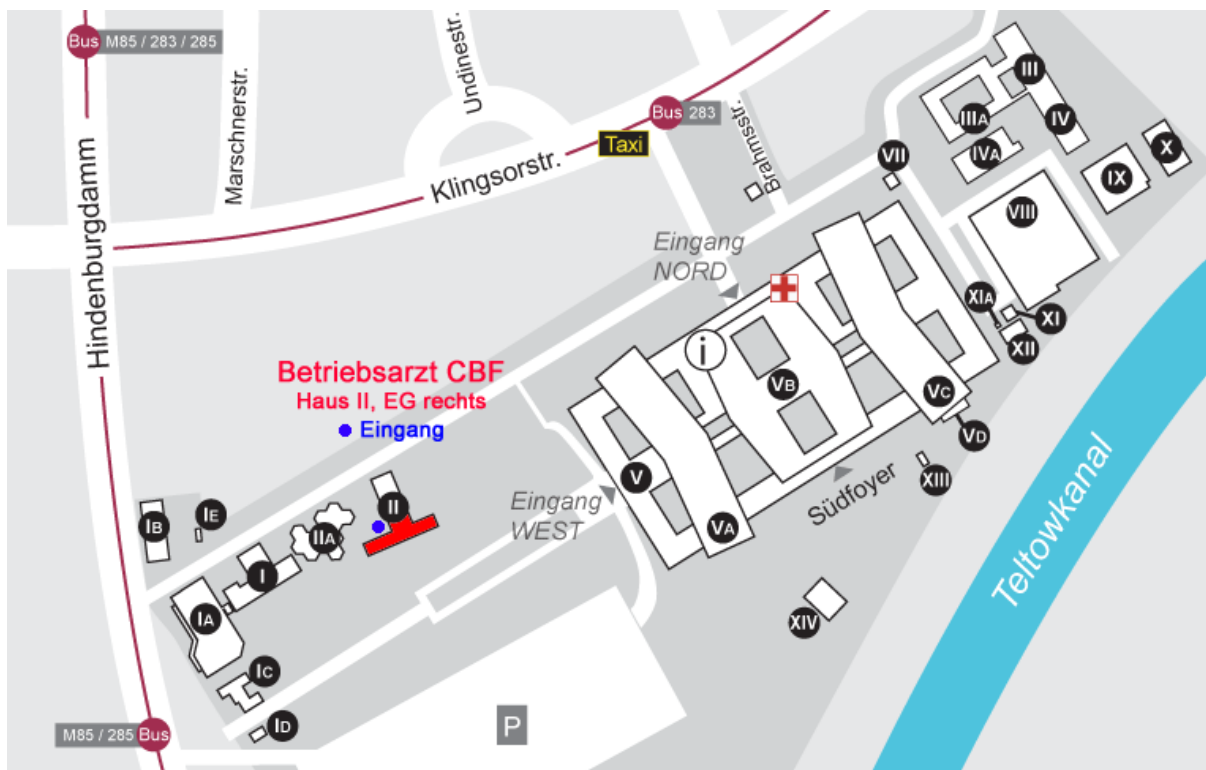 Bus M85 / 283 / 285
Marschnerstr.
Undinestr.
Bus 283
Taxi
Brahmsstr.
Klingsorstr.
Hindenburgdamm
III
IIIA
IV
IVA
VII
X
IX
VIII
Eingang
NORD
XIA
XI
XII
i
Betriebsarzt CBF
Haus II, EG rechts
Eingang
VB
VC
VD
V
VA
Südfoyer
XIII
Eingang
WEST
II
IIA
IB
IE
I
IA
IC
ID
XIV
Teltowkanal
P
M85 / 285 Bus